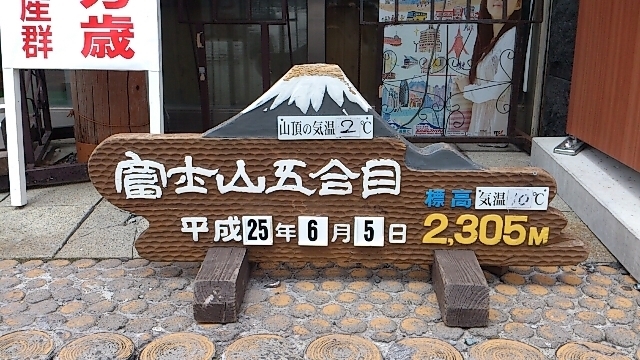 万歳
産群
山頂の気温 2℃
富士山五合目
標高 気温 10℃
平成25年6月5日 2,305M